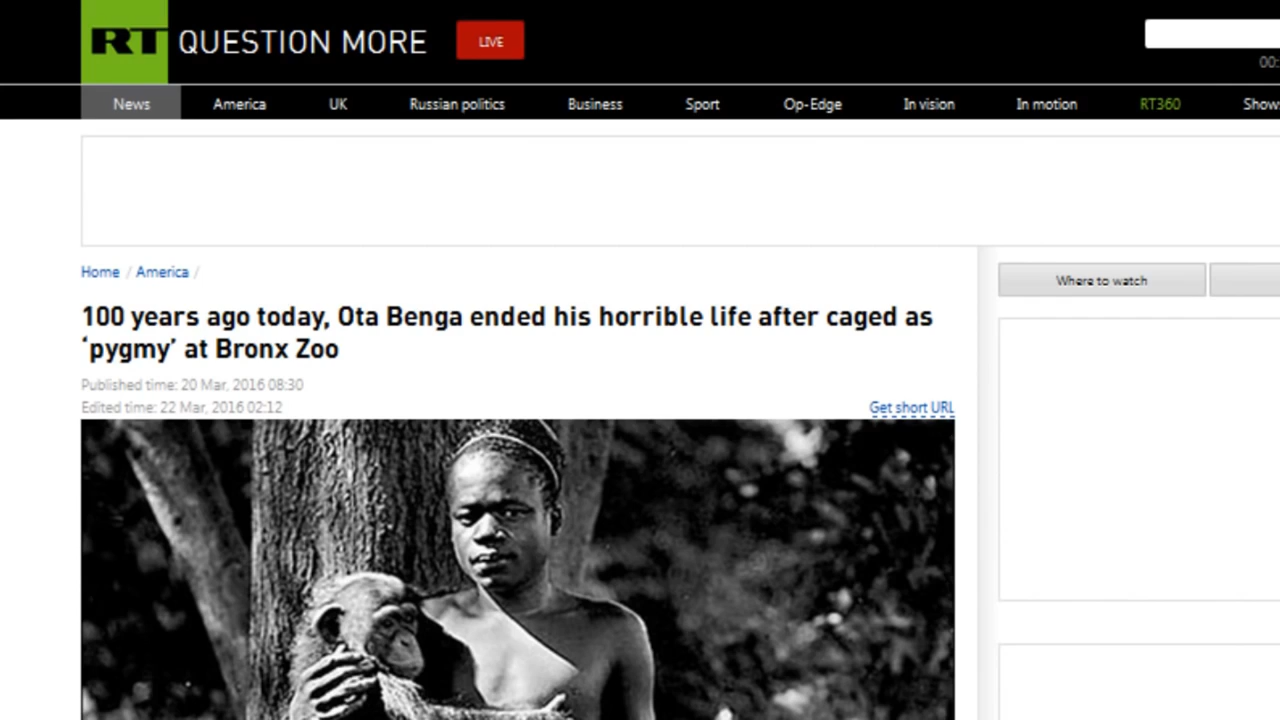 RT QUESTION MORE LIVE
00:
News America UK Russian politics Business Sport Op-Edge In vision In motion RT360 Show
Home / America /
Where to watch
100 years ago today, Ota Benga ended his horrible life after caged as
‘pygmy’ at Bronx Zoo
Published time: 20 Mar, 2016 08:30
Edited time: 22 Mar, 2016 02:12
Get short URL